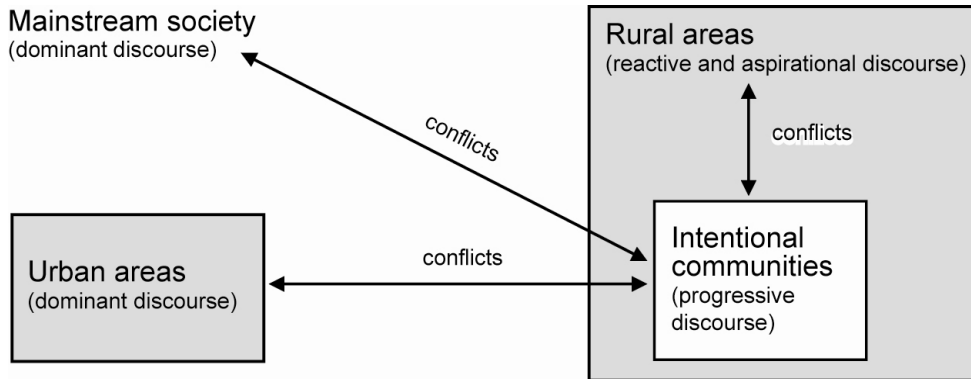 Mainstream society
(dominant discourse)
Rural areas
(reactive and aspirational discourse)
conflicts
conflicts
Intentional
communities
(progressive
discourse)
conflicts
Urban areas
(dominant discourse)